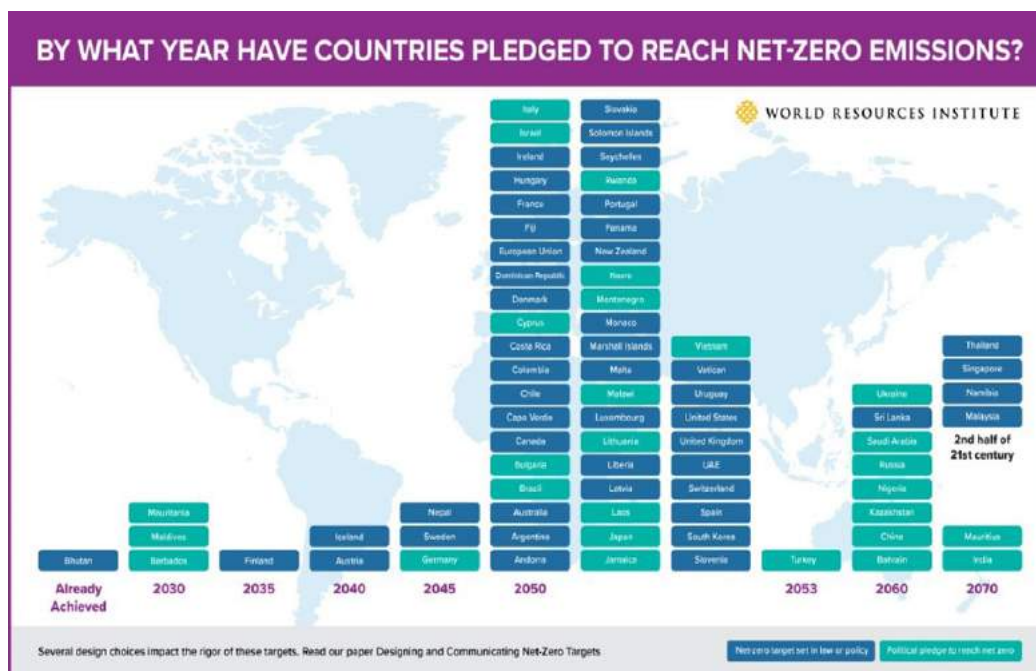 BY WHAT YEAR HAVE COUNTRIES PLEDGED TO REACH NET-ZERO EMISSIONS?
WORLD RESOURCES INSTITUTE
Bhutan
Already
Achieved
Mauritania
Maldives
Barbados
2030
Finland
2035
Iceland
Austria
2040
Nepal
Sweden
Germany
2045
Italy
Israel
Ireland
Hungary
France
Fiji
European Union
Dominican Republic
Denmark
Cyprus
Costa Rica
Colombia
Chile
Cape Verde
Canada
Bulgaria
Brazil
Australia
Argentina
Andorra
2050
Slovakia
Solomon Islands
Seychelles
Rwanda
Portugal
Panama
New Zealand
Montenegro
Monaco
Marshall Islands
Malta
Malawi
Luxembourg
Lithuania
Liberia
Latvia
Laos
Japan
Jamaica
Vietnam
Vatican
Uruguay
United States
United Kingdom
UAE
Switzerland
Spain
South Korea
Slovenia
Turkey
2053
Ukraine
Sri Lanka
Saudi Arabia
Russia
Nigeria
Kazakhstan
China
Bahrain
2060
Thailand
Singapore
Namibia
Malaysia
2nd half of
21st century
Mauritius
India
2070
Several design choices impact the rigor of these targets. Read our paper Designing and Communicating Net-Zero Targets
Net-zero target set in law or policy
Political pledge to reach net zero